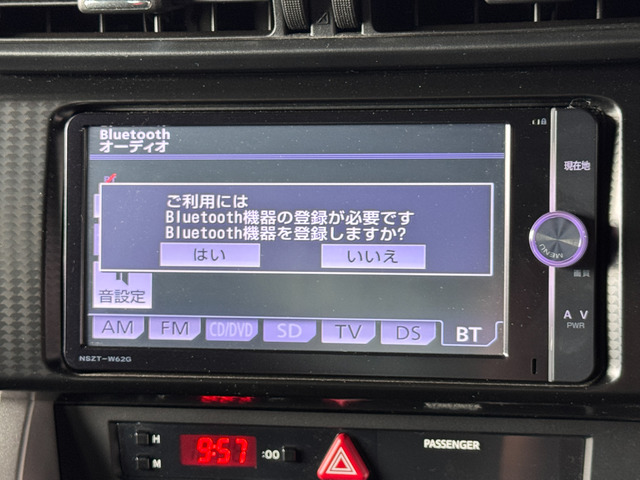 Bluetooth
オーディオ
ご利用には
Bluetooth機器の登録が必要です
Bluetooth機器を登録しますか?
はい
いいえ
音設定
AM
FM
CD/DVD
SD
TV
DS
BT
NSZT-W62G
現在地
MENU
画質
A V
PWR
H
M
9:57
:00
PASSENGER